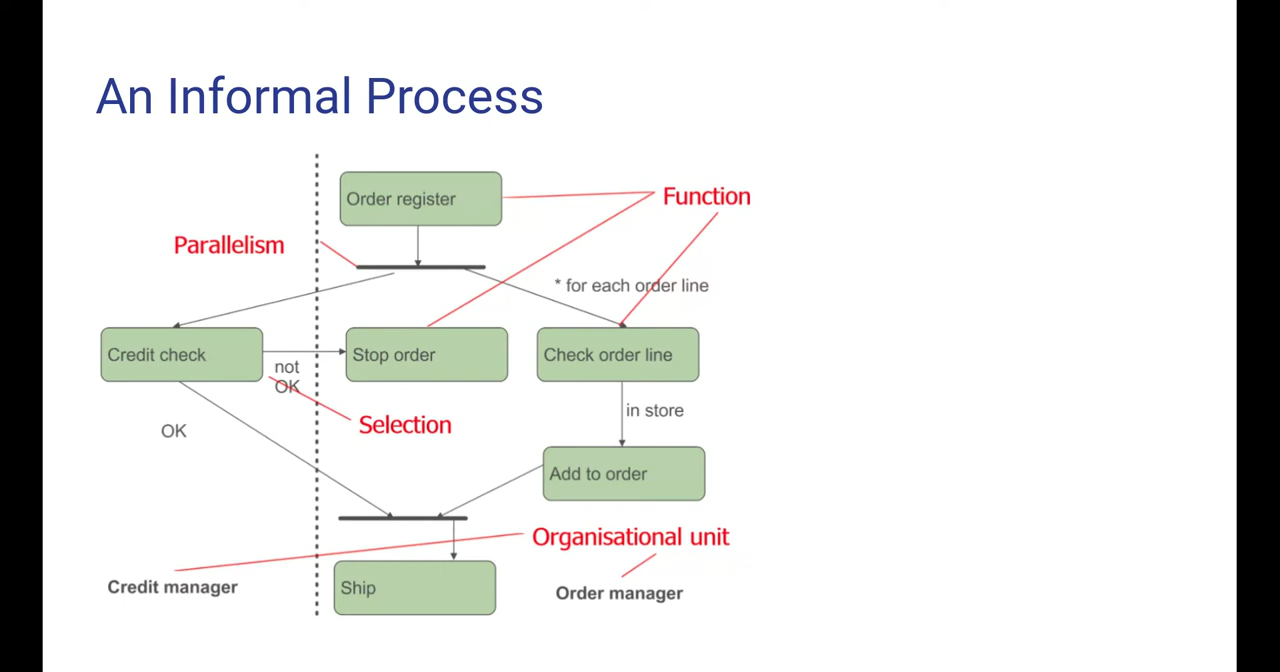 An Informal Process
Order register
Function
Parallelism
* for each order line
Credit check
not
OK
Stop order
Check order line
in store
Selection
OK
Add to order
Organisational unit
Credit manager
Ship
Order manager